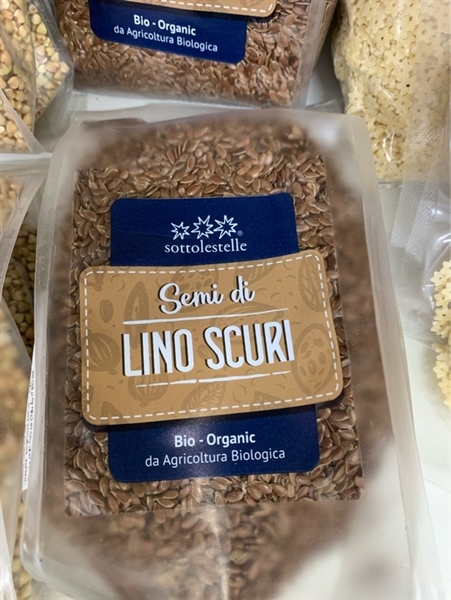 Bio - Organic
da Agricoltura Biologica
sottolestelle®
Semi di
LINO SCURI
Bio - Organic
da Agricoltura Biologica